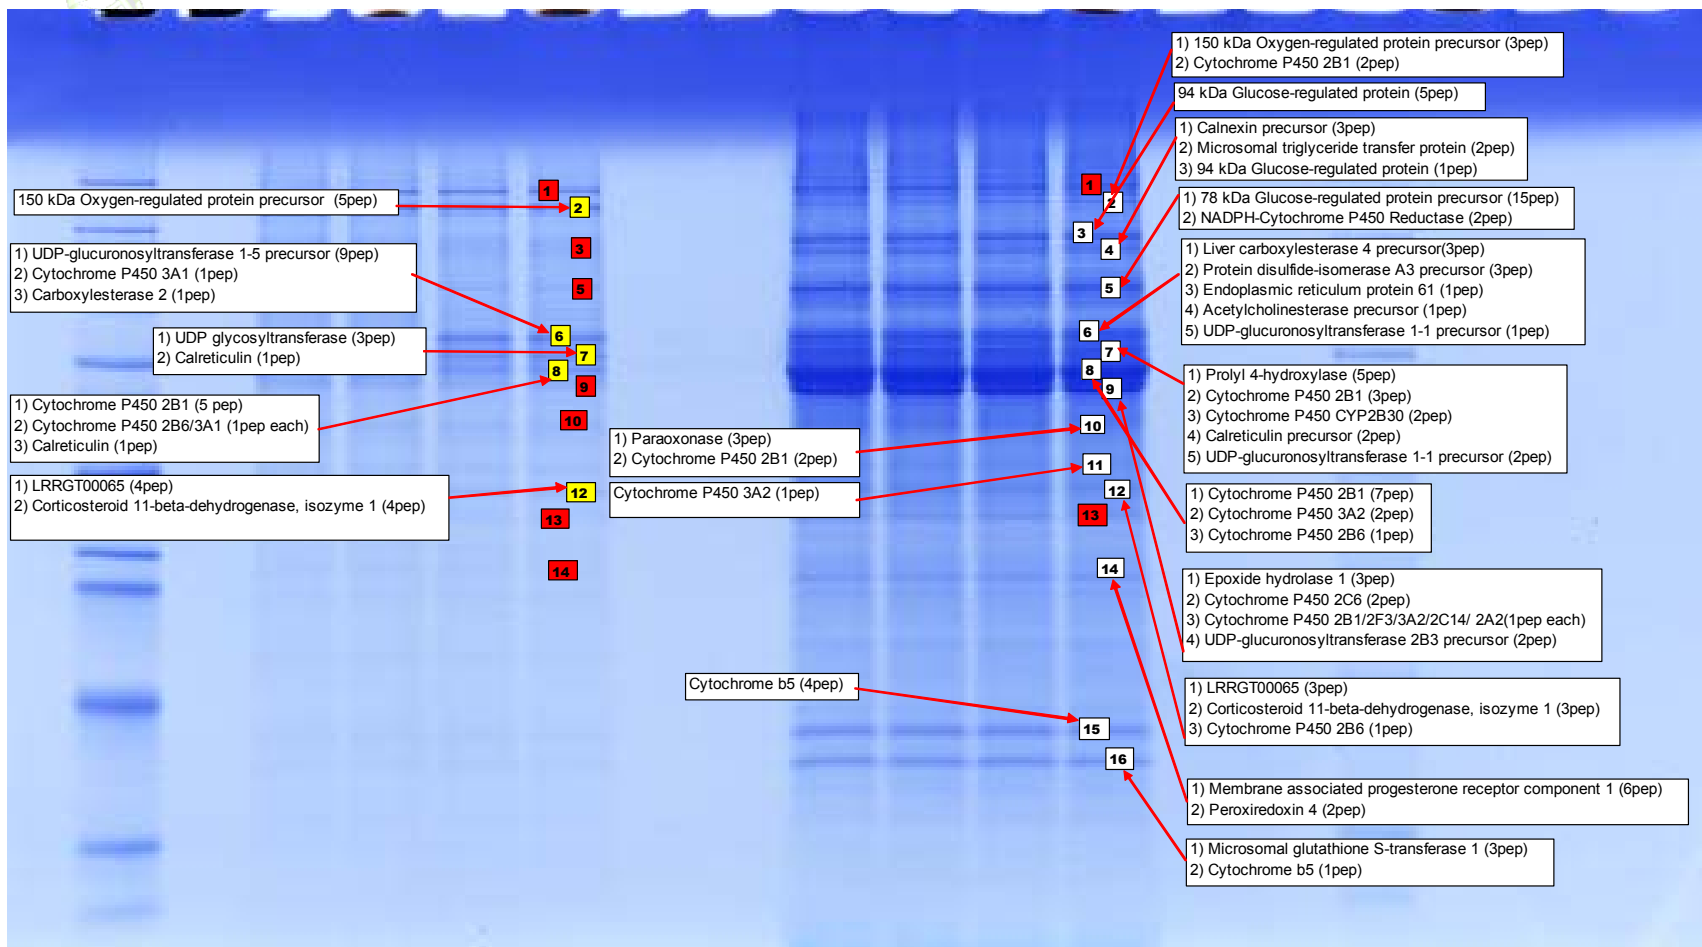 150 kDa Oxygen-regulated protein precursor (5pep)
1) UDP-glucuronosyltransferase 1-5 precursor (9pep)
2) Cytochrome P450 3A1 (1pep)
3) Carboxylesterase 2 (1pep)
1) UDP glycosyltransferase (3pep)
2) Calreticulin (1pep)
1) Cytochrome P450 2B1 (5 pep)
2) Cytochrome P450 2B6/3A1 (1pep each)
3) Calreticulin (1pep)
1) LRRGT00065 (4pep)
2) Corticosteroid 11-beta-dehydrogenase, isozyme 1 (4pep)
1
2
3
5
6
7
8
9
10
12
13
14
1) Paraoxonase (3pep)
2) Cytochrome P450 2B1 (2pep)
Cytochrome P450 3A2 (1pep)
Cytochrome b5 (4pep)
1
2
3
4
5
6
7
8
9
10
11
12
13
14
15
16
1) 150 kDa Oxygen-regulated protein precursor (3pep)
2) Cytochrome P450 2B1 (2pep)
94 kDa Glucose-regulated protein (5pep)
1) Calnexin precursor (3pep)
2) Microsomal triglyceride transfer protein (2pep)
3) 94 kDa Glucose-regulated protein (1pep)
1) 78 kDa Glucose-regulated protein precursor (15pep)
2) NADPH-Cytochrome P450 Reductase (2pep)
1) Liver carboxylesterase 4 precursor(3pep)
2) Protein disulfide-isomerase A3 precursor (3pep)
3) Endoplasmic reticulum protein 61 (1pep)
4) Acetylcholinesterase precursor (1pep)
5) UDP-glucuronosyltransferase 1-1 precursor (1pep)
1) Prolyl 4-hydroxylase (5pep)
2) Cytochrome P450 2B1 (3pep)
3) Cytochrome P450 CYP2B30 (2pep)
4) Calreticulin precursor (2pep)
5) UDP-glucuronosyltransferase 1-1 precursor (2pep)
1) Cytochrome P450 2B1 (7pep)
2) Cytochrome P450 3A2 (2pep)
3) Cytochrome P450 2B6 (1pep)
1) Epoxide hydrolase 1 (3pep)
2) Cytochrome P450 2C6 (2pep)
3) Cytochrome P450 2B1/2F3/3A2/2C14/ 2A2(1pep each)
4) UDP-glucuronosyltransferase 2B3 precursor (2pep)
1) LRRGT00065 (3pep)
2) Corticosteroid 11-beta-dehydrogenase, isozyme 1 (3pep)
3) Cytochrome P450 2B6 (1pep)
1) Membrane associated progesterone receptor component 1 (6pep)
2) Peroxiredoxin 4 (2pep)
1) Microsomal glutathione S-transferase 1 (3pep)
2) Cytochrome b5 (1pep)